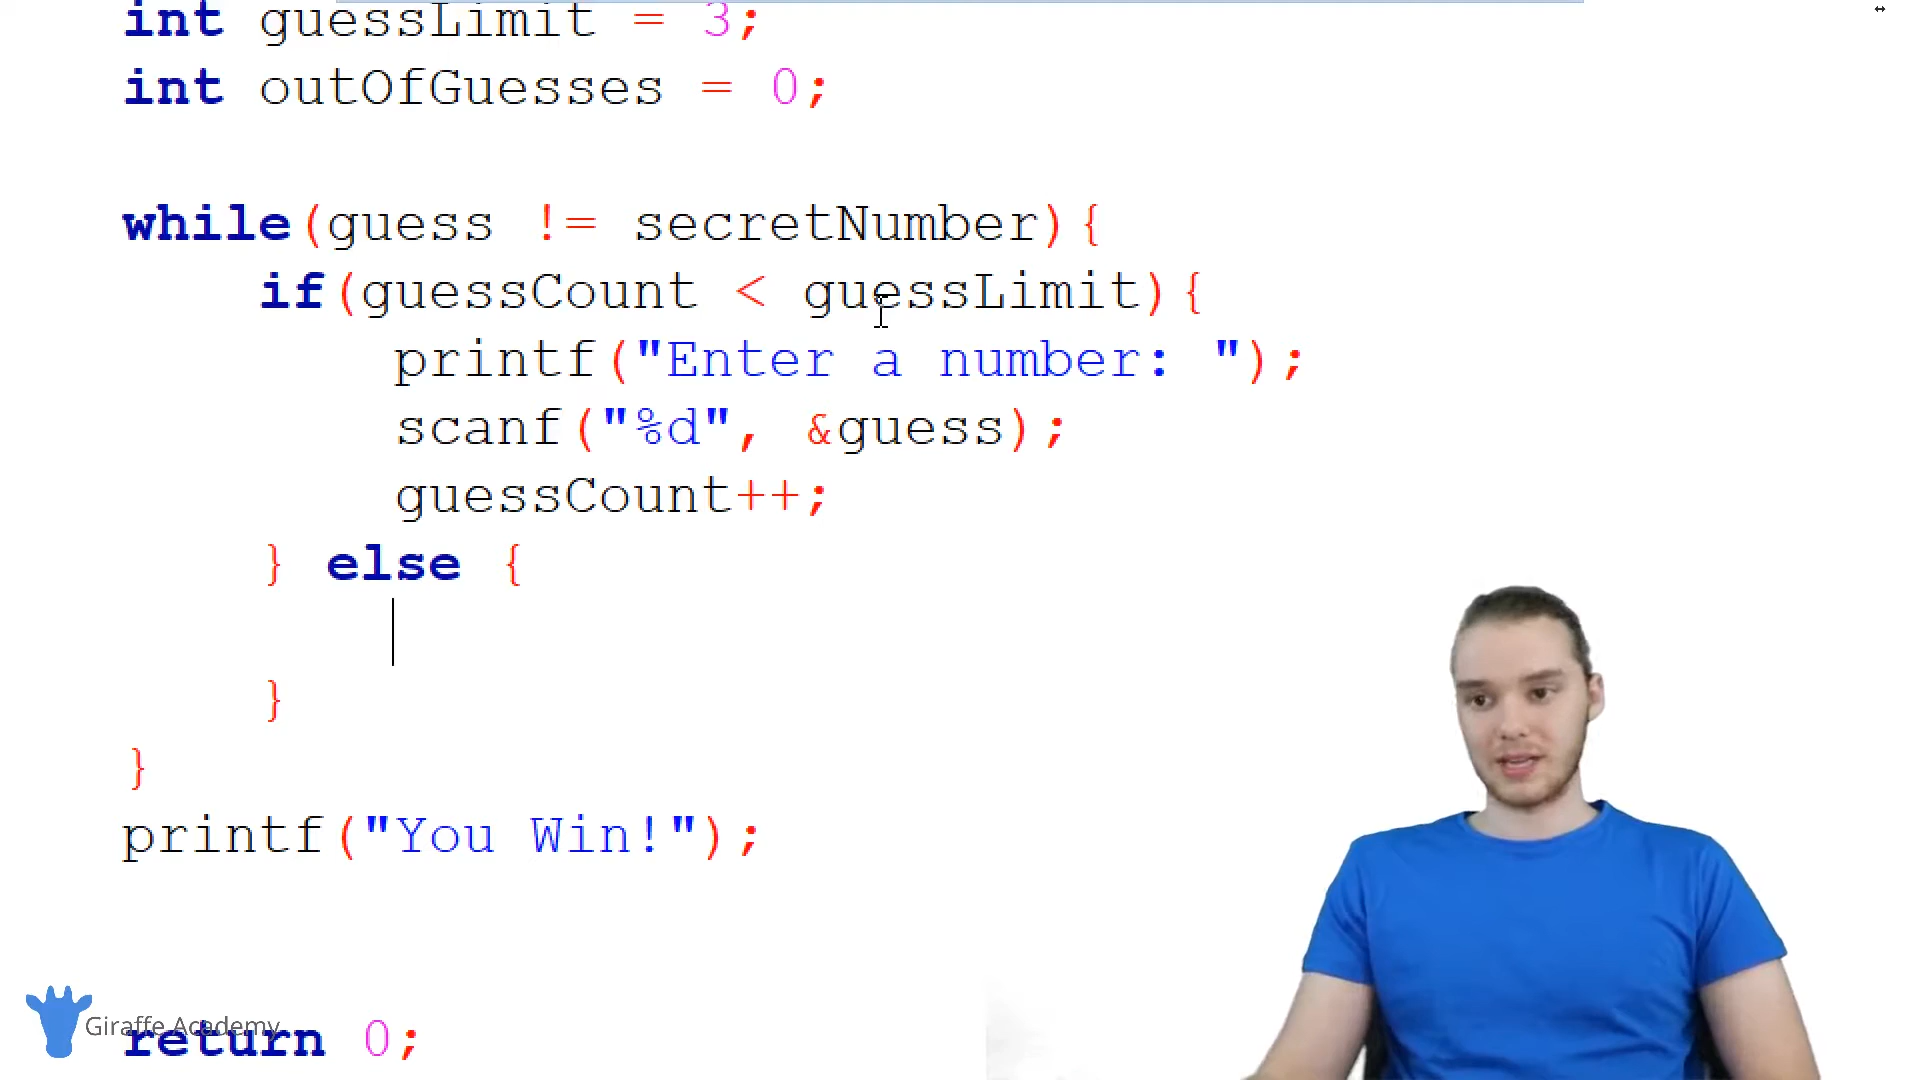 int guessLimit = 3;
int outOfGuesses = 0;
while(guess != secretNumber){
if(guessCount < guessLimit){
printf("Enter a number: ");
scanf("%d", &guess);
guessCount++;
} else {
}
}
printf("You Win!");
Giraffe Academy
return 0;